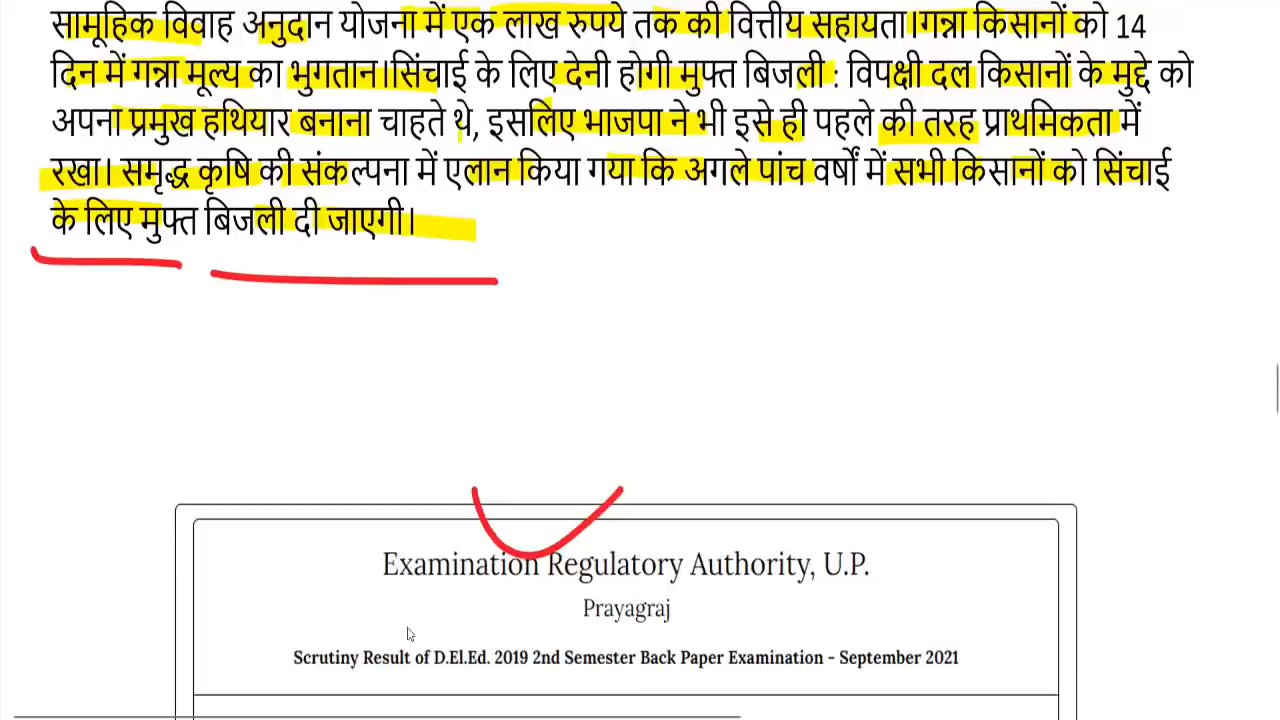 सामूहिक विवाह अनुदान योजना में एक लाख रुपये तक की वित्तीय सहायता।गन्ना किसानों को 14
दिन में गन्ना मूल्य का भुगतान।सिंचाई के लिए देनी होगी मुफ्त बिजली : विपक्षी दल किसानों के मुद्दे को
अपना प्रमुख हथियार बनाना चाहते थे, इसलिए भाजपा ने भी इसे ही पहले की तरह प्राथमिकता में
रखा। समृद्ध कृषि की संकल्पना में एलान किया गया कि अगले पांच वर्षों में सभी किसानों को सिंचाई
के लिए मुफ्त बिजली दी जाएगी।
Examination Regulatory Authority, U.P.
Prayagraj
Scrutiny Result of D.El.Ed. 2019 2nd Semester Back Paper Examination - September 2021